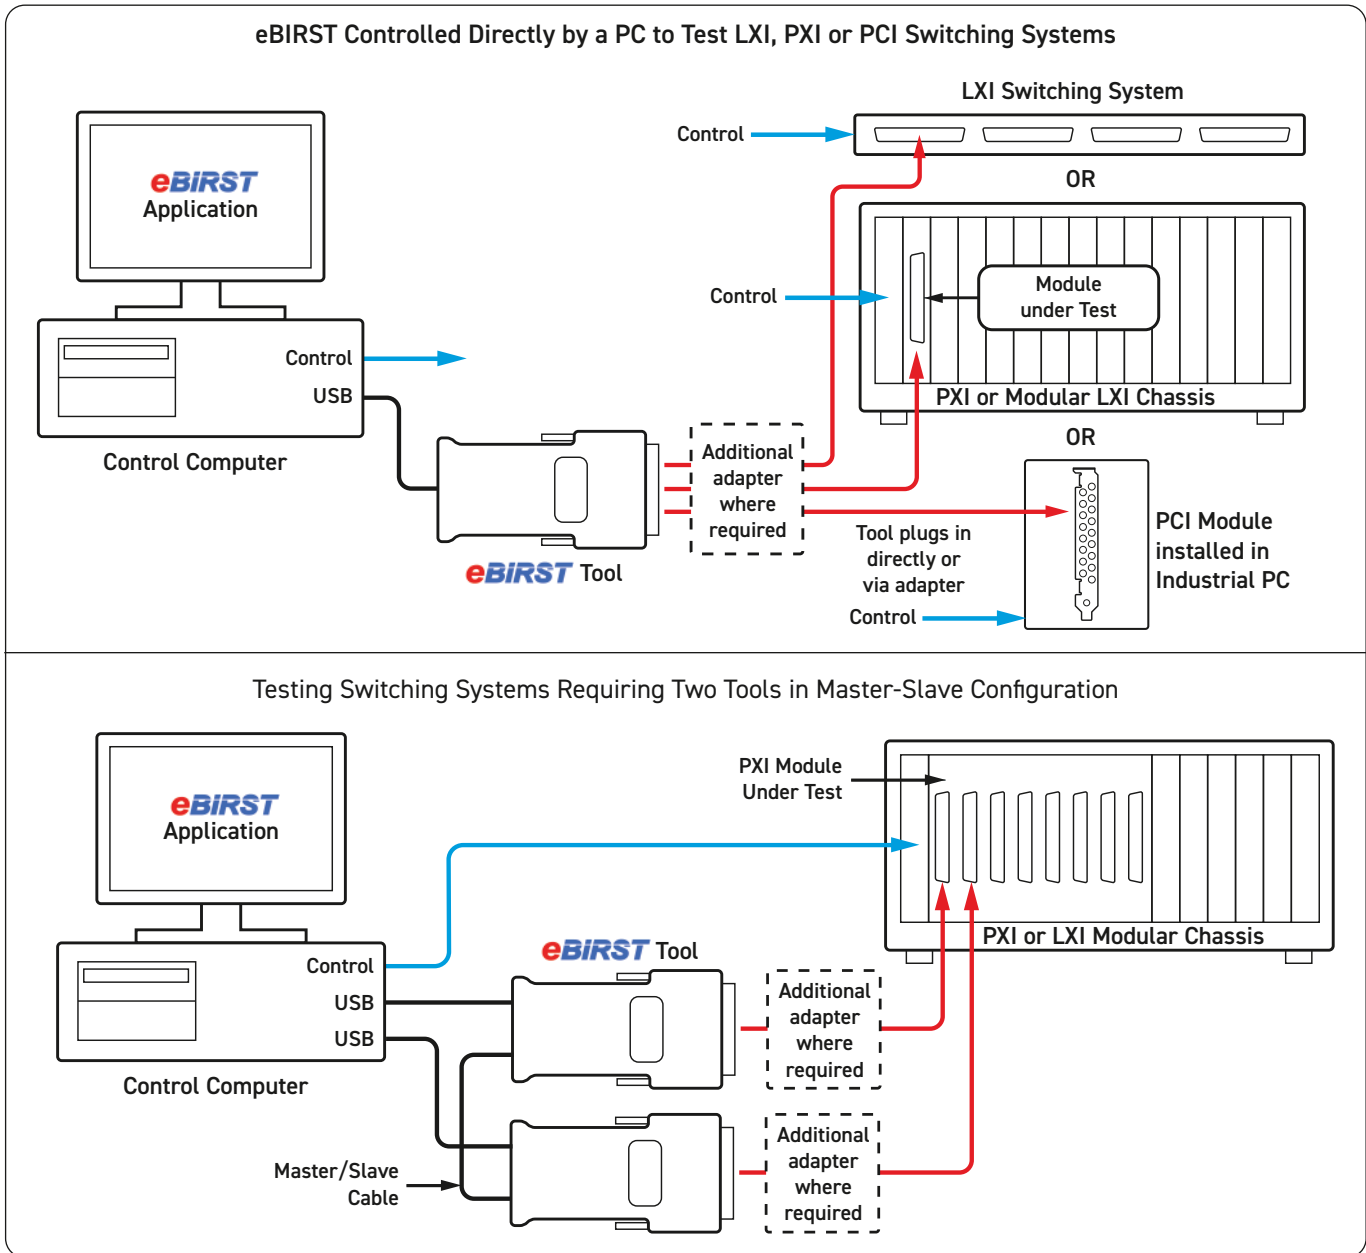 eBIRST Controlled Directly by a PC to Test LXI, PXI or PCI Switching Systems
eBIRST
Application
Control
USB
Control Computer
eBIRST Tool
Additional
adapter
where
required
LXI Switching System
Control
OR
Control
Module
under Test
PXI or Modular LXI Chassis
OR
Tool plugs in
directly or
via adapter
Control
PCI Module
installed in
Industrial PC
Testing Switching Systems Requiring Two Tools in Master-Slave Configuration
eBIRST
Application
Control
USB
USB
Control Computer
Master/Slave
Cable
eBIRST Tool
Additional
adapter
where
required
Additional
adapter
where
required
PXI Module
Under Test
PXI or LXI Modular Chassis